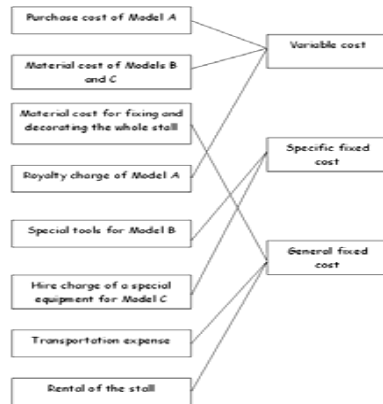 Purchase cost of Model A
Material cost of Models B
and C
Material cost for fixing and
decorating the whole stall
Royalty charge of Model A
Special tools for Model B
Hire charge of a special
equipment for Model C
Transportation expense
Rental of the stall
Variable cost
Specific fixed
cost
General fixed
cost